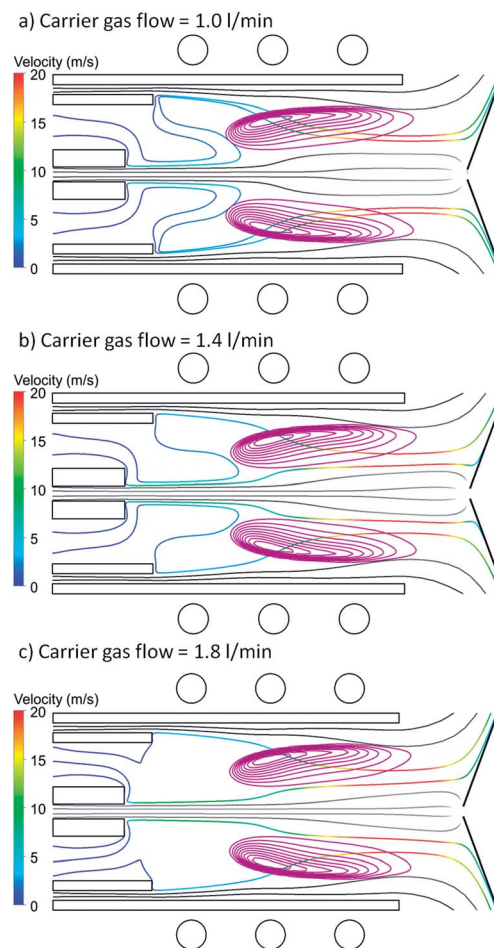 a) Carrier gas flow = 1.0 l/min
Velocity (m/s)
20
15
10
5
0
b) Carrier gas flow = 1.4 l/min
Velocity (m/s)
20
15
10
5
0
c) Carrier gas flow = 1.8 l/min
Velocity (m/s)
20
15
10
5
0